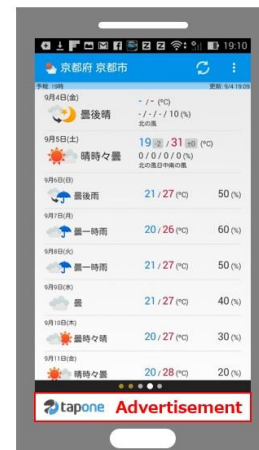 19:10
京都府 京都市
予報: 19時 更新: 9/4 19:09
9月4日(金)
曇後晴
- / - (℃)
- / - / - / 10 (%)
北の風
9月5日(土)
晴時々曇
19 -2 / 31 ±0 (℃)
0 / 0 / 0 / 0 (%)
北の風日中南の風
9月6日(日)
曇後雨 21 / 27 (℃) 50 (%)
9月7日(月)
曇一時雨 20 / 26 (℃) 60 (%)
9月8日(火)
曇一時雨 21 / 27 (℃) 50 (%)
9月9日(水)
曇 21 / 27 (℃) 40 (%)
9月10日(木)
曇時々晴 20 / 27 (℃) 30 (%)
9月11日(金)
晴時々曇 20 / 28 (℃) 20 (%)
tapone Advertisement